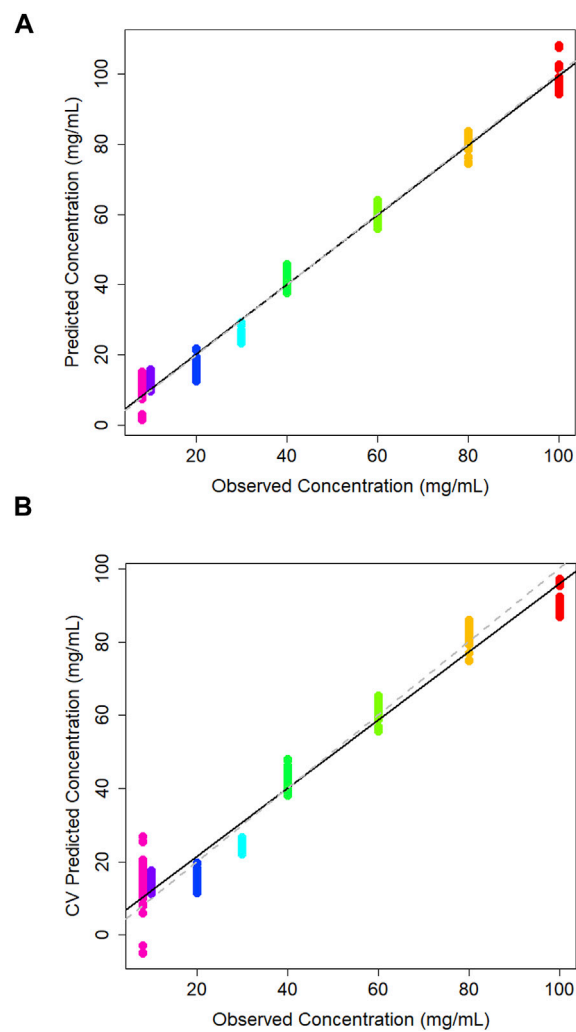 A
Predicted Concentration (mg/mL)
100
80
60
40
20
0
20 40 60 80 100
Observed Concentration (mg/mL)
B
CV Predicted Concentration (mg/mL)
100
80
60
40
20
0
20 40 60 80 100
Observed Concentration (mg/mL)